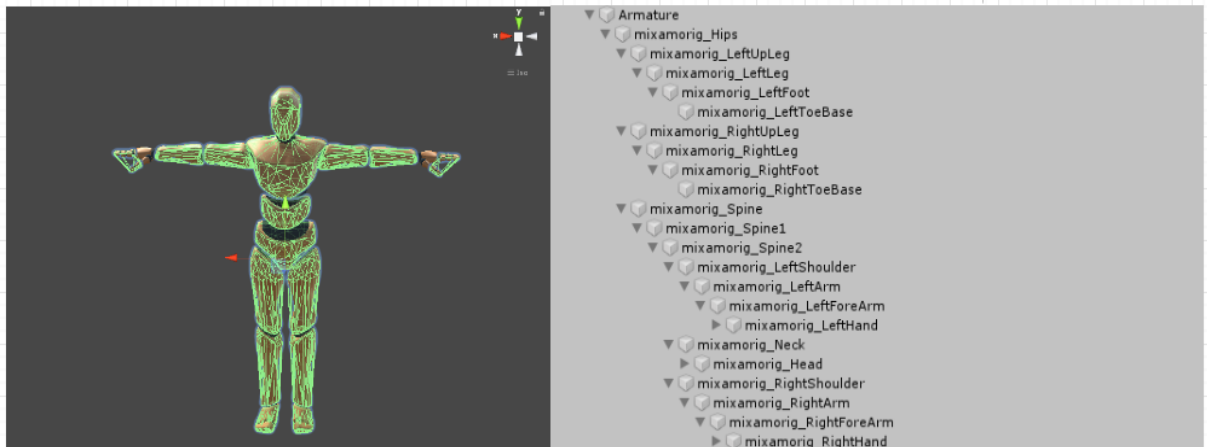 y
x
Iso
Armature
mixamorig_Hips
mixamorig_LeftUpLeg
mixamorig_LeftLeg
mixamorig_LeftFoot
mixamorig_LeftToeBase
mixamorig_RightUpLeg
mixamorig_RightLeg
mixamorig_RightFoot
mixamorig_RightToeBase
mixamorig_Spine
mixamorig_Spine1
mixamorig_Spine2
mixamorig_LeftShoulder
mixamorig_LeftArm
mixamorig_LeftForeArm
mixamorig_LeftHand
mixamorig_Neck
mixamorig_Head
mixamorig_RightShoulder
mixamorig_RightArm
mixamorig_RightForeArm
mixamorig_RightHand